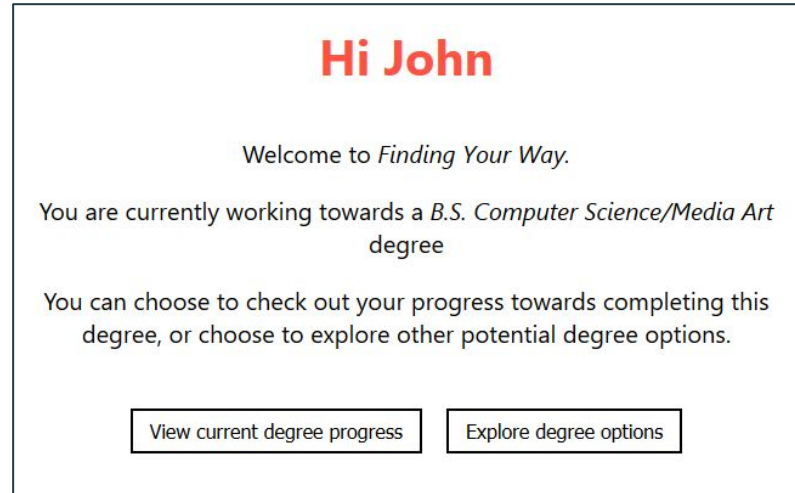 Hi John
Welcome to Finding Your Way.
You are currently working towards a B.S. Computer Science/Media Art
degree
You can choose to check out your progress towards completing this
degree, or choose to explore other potential degree options.
View current degree progress
Explore degree options